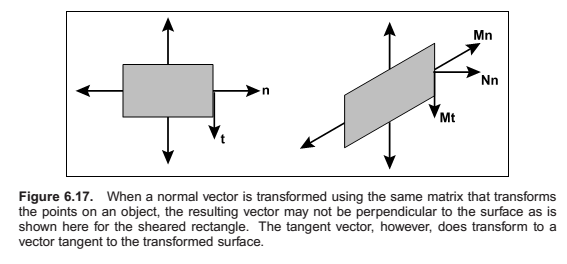 Mn
n
Nn
Mt
t
Figure 6.17. When a normal vector is transformed using the same matrix that transforms
the points on an object, the resulting vector may not be perpendicular to the surface as is
shown here for the sheared rectangle. The tangent vector, however, does transform to a
vector tangent to the transformed surface.